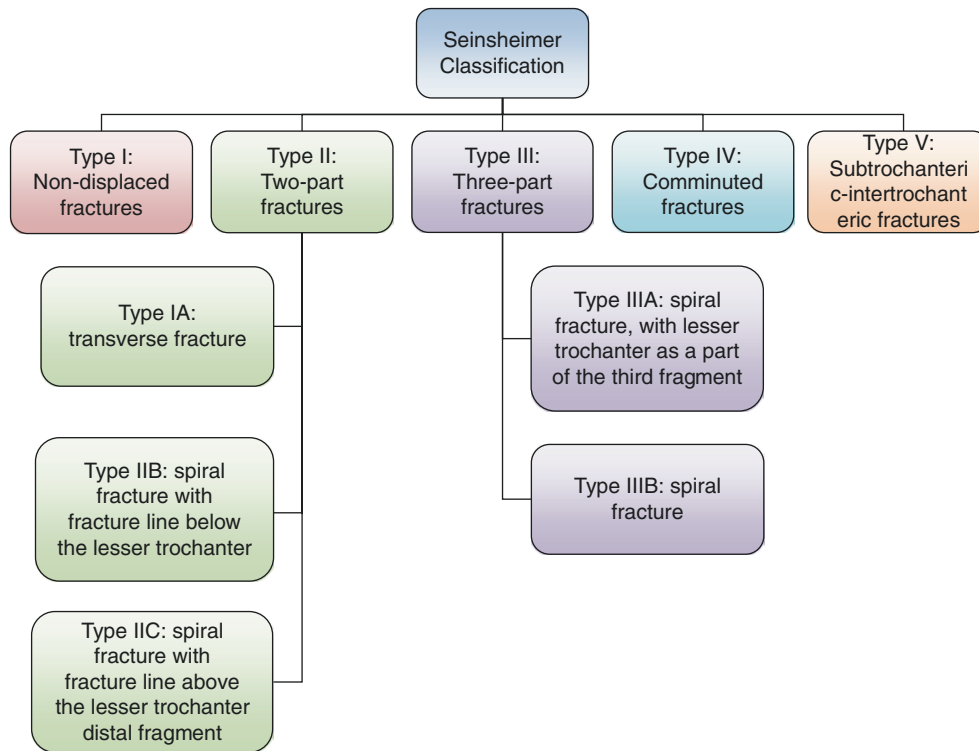 Seinsheimer
Classification
Type I:
Non-displaced
fractures
Type II:
Two-part
fractures
Type III:
Three-part
fractures
Type IV:
Comminuted
fractures
Type V:
Subtrochanteri
c-intertrochant
eric fractures
Type IA:
transverse fracture
Type IIB: spiral
fracture with
fracture line below
the lesser trochanter
Type IIC: spiral
fracture with
fracture line above
the lesser trochanter
distal fragment
Type IIIA: spiral
fracture, with lesser
trochanter as a part
of the third fragment
Type IIIB: spiral
fracture